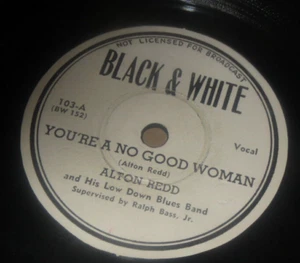 NOT LICENSED FOR BROADCAST
BLACK & WHITE
103-A
(BW 152)
Vocal
YOU'RE A NO GOOD WOMAN
(Alton Redd)
ALTON REDD
and His Low Down Blues Band
Supervised by Ralph Bass, Jr.